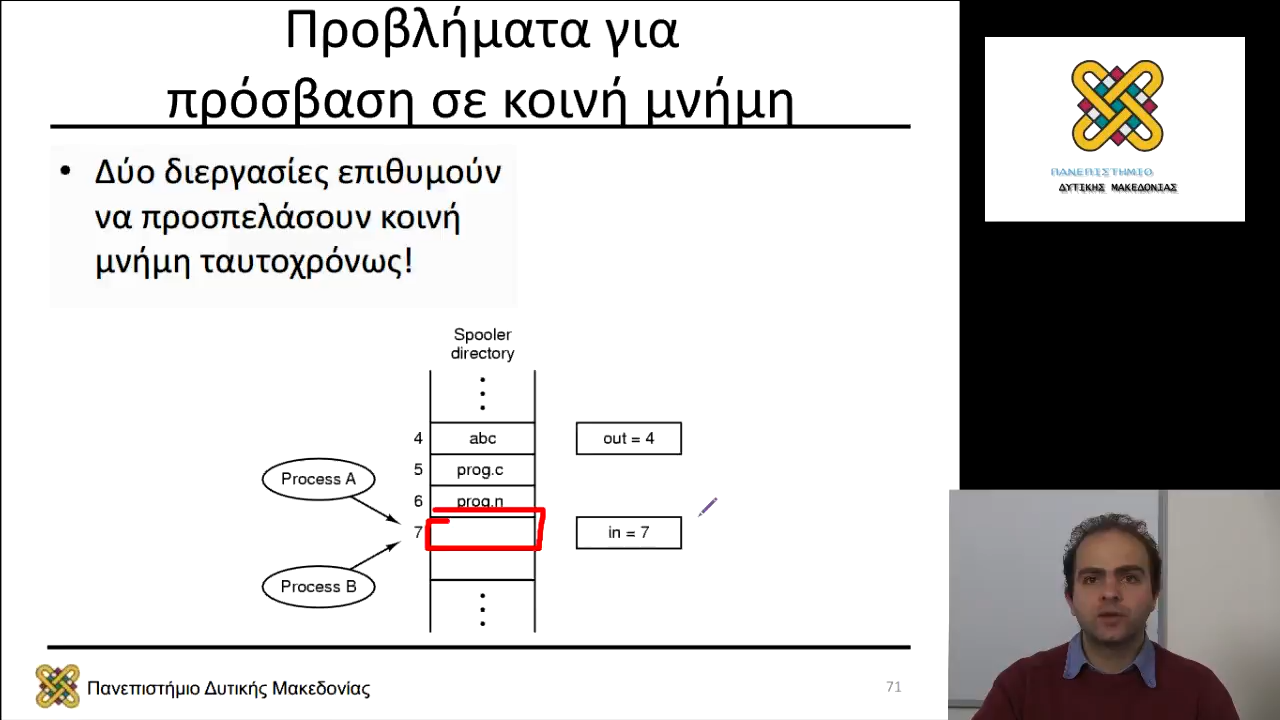 Προβλήματα για
πρόσβαση σε κοινή μνήμη
• Δύο διεργασίες επιθυμούν
να προσπελάσουν κοινή
μνήμη ταυτοχρόνως!
Spooler
directory
4 abc out = 4
Process A
5 prog.c
6 prog.n
7 in = 7
Process B
Πανεπιστήμιο Δυτικής Μακεδονίας
71
ΠΑΝΕΠΙΣΤΗΜΙΟ
ΔΥΤΙΚΗΣ ΜΑΚΕΔΟΝΙΑΣ